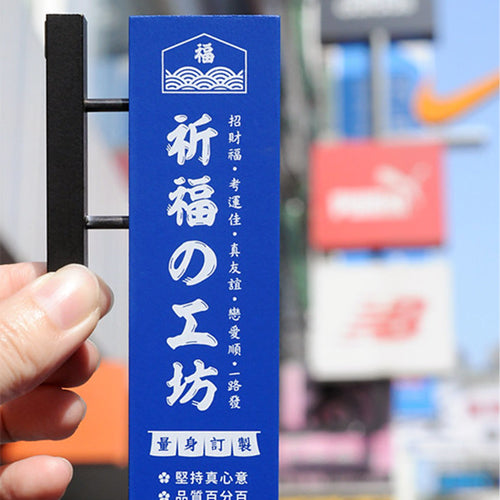 福
祈福の工坊
招財福・考運佳・真友誼・戀愛順・一路發
量身訂製
堅持真心意
品質百分百
PUMA